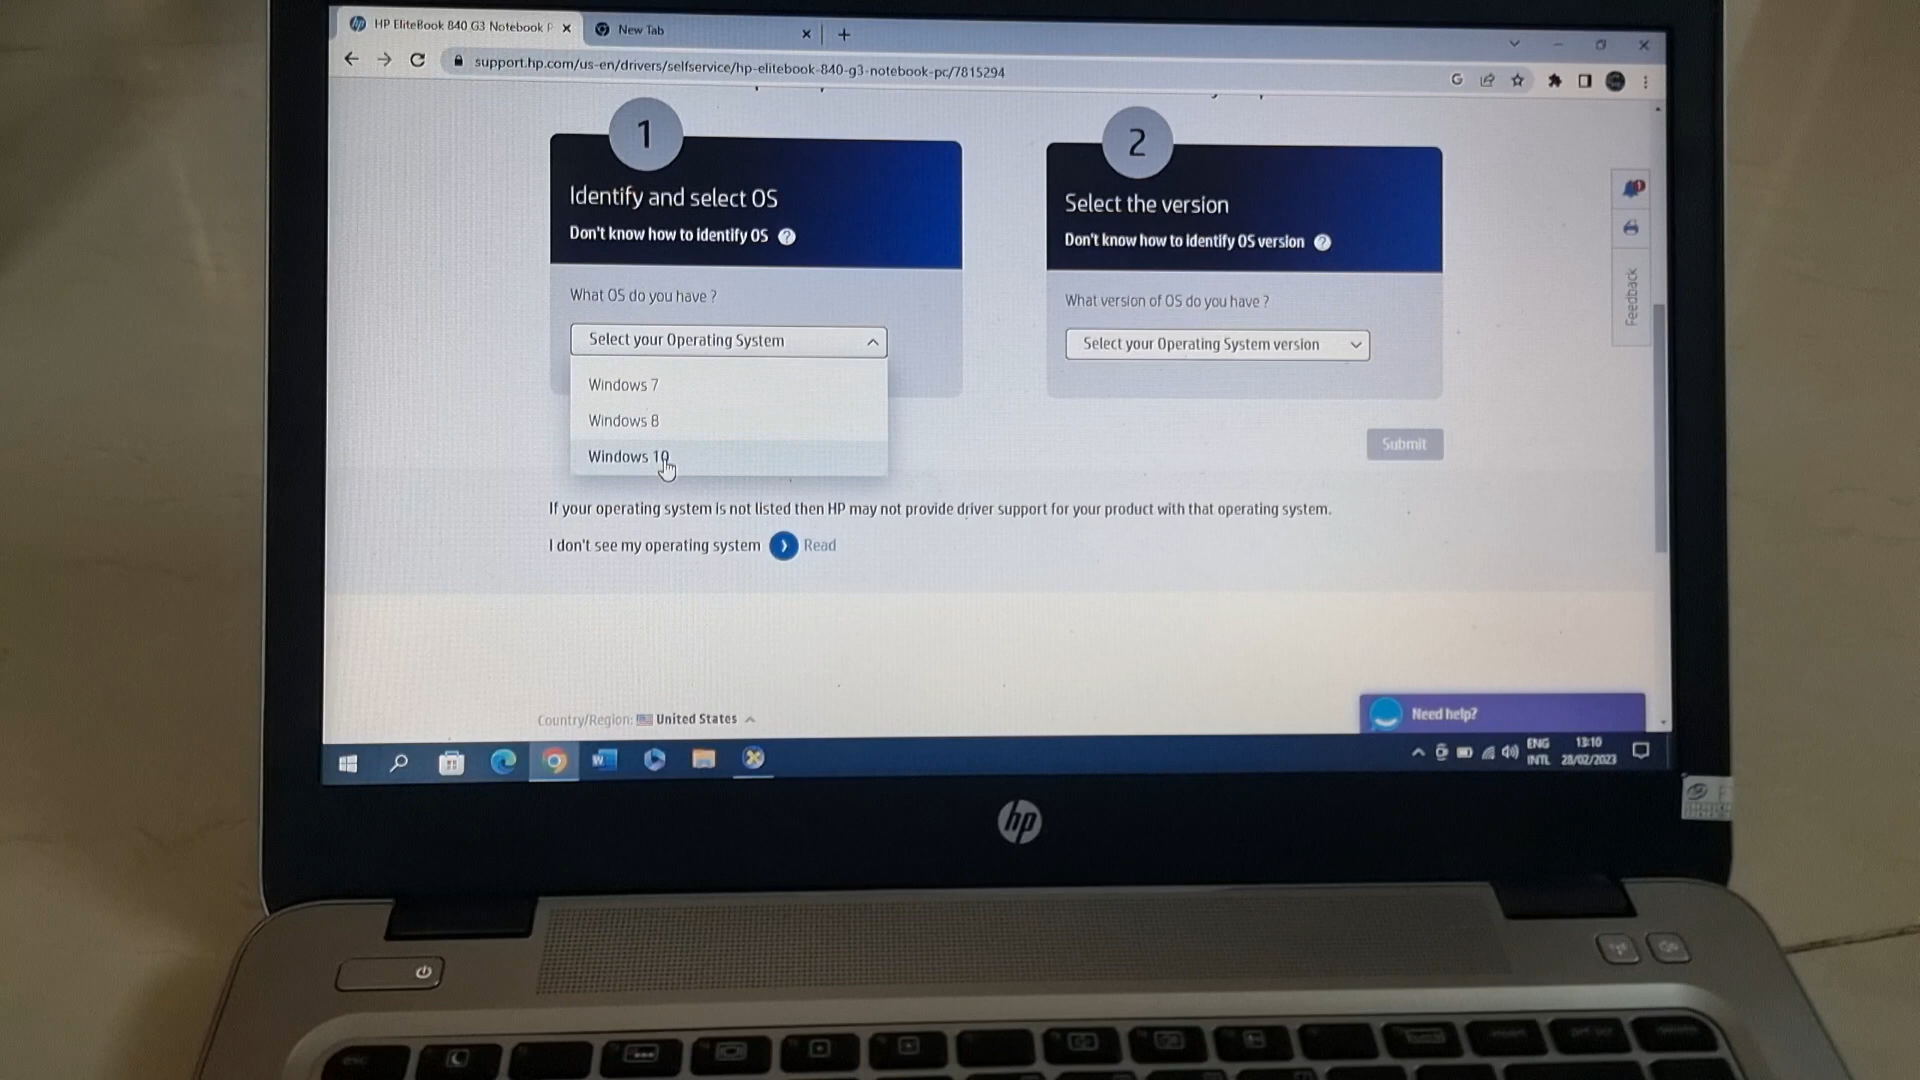 HP EliteBook 840 G3 Notebook P
New Tab
support.hp.com/us-en/drivers/selfservice/hp-elitebook-840-g3-notebook-pc/7815294
1
Identify and select OS
Don't know how to identify OS ?
What OS do you have ?
Select your Operating System
Windows 7
Windows 8
Windows 10
2
Select the version
Don't know how to identify OS version ?
What version of OS do you have ?
Select your Operating System version
Submit
Feedback
If your operating system is not listed then HP may not provide driver support for your product with that operating system.
I don't see my operating system Read
Country/Region: United States
Need help?
ENG
INTL
13:10
28/02/2023
hp
esc